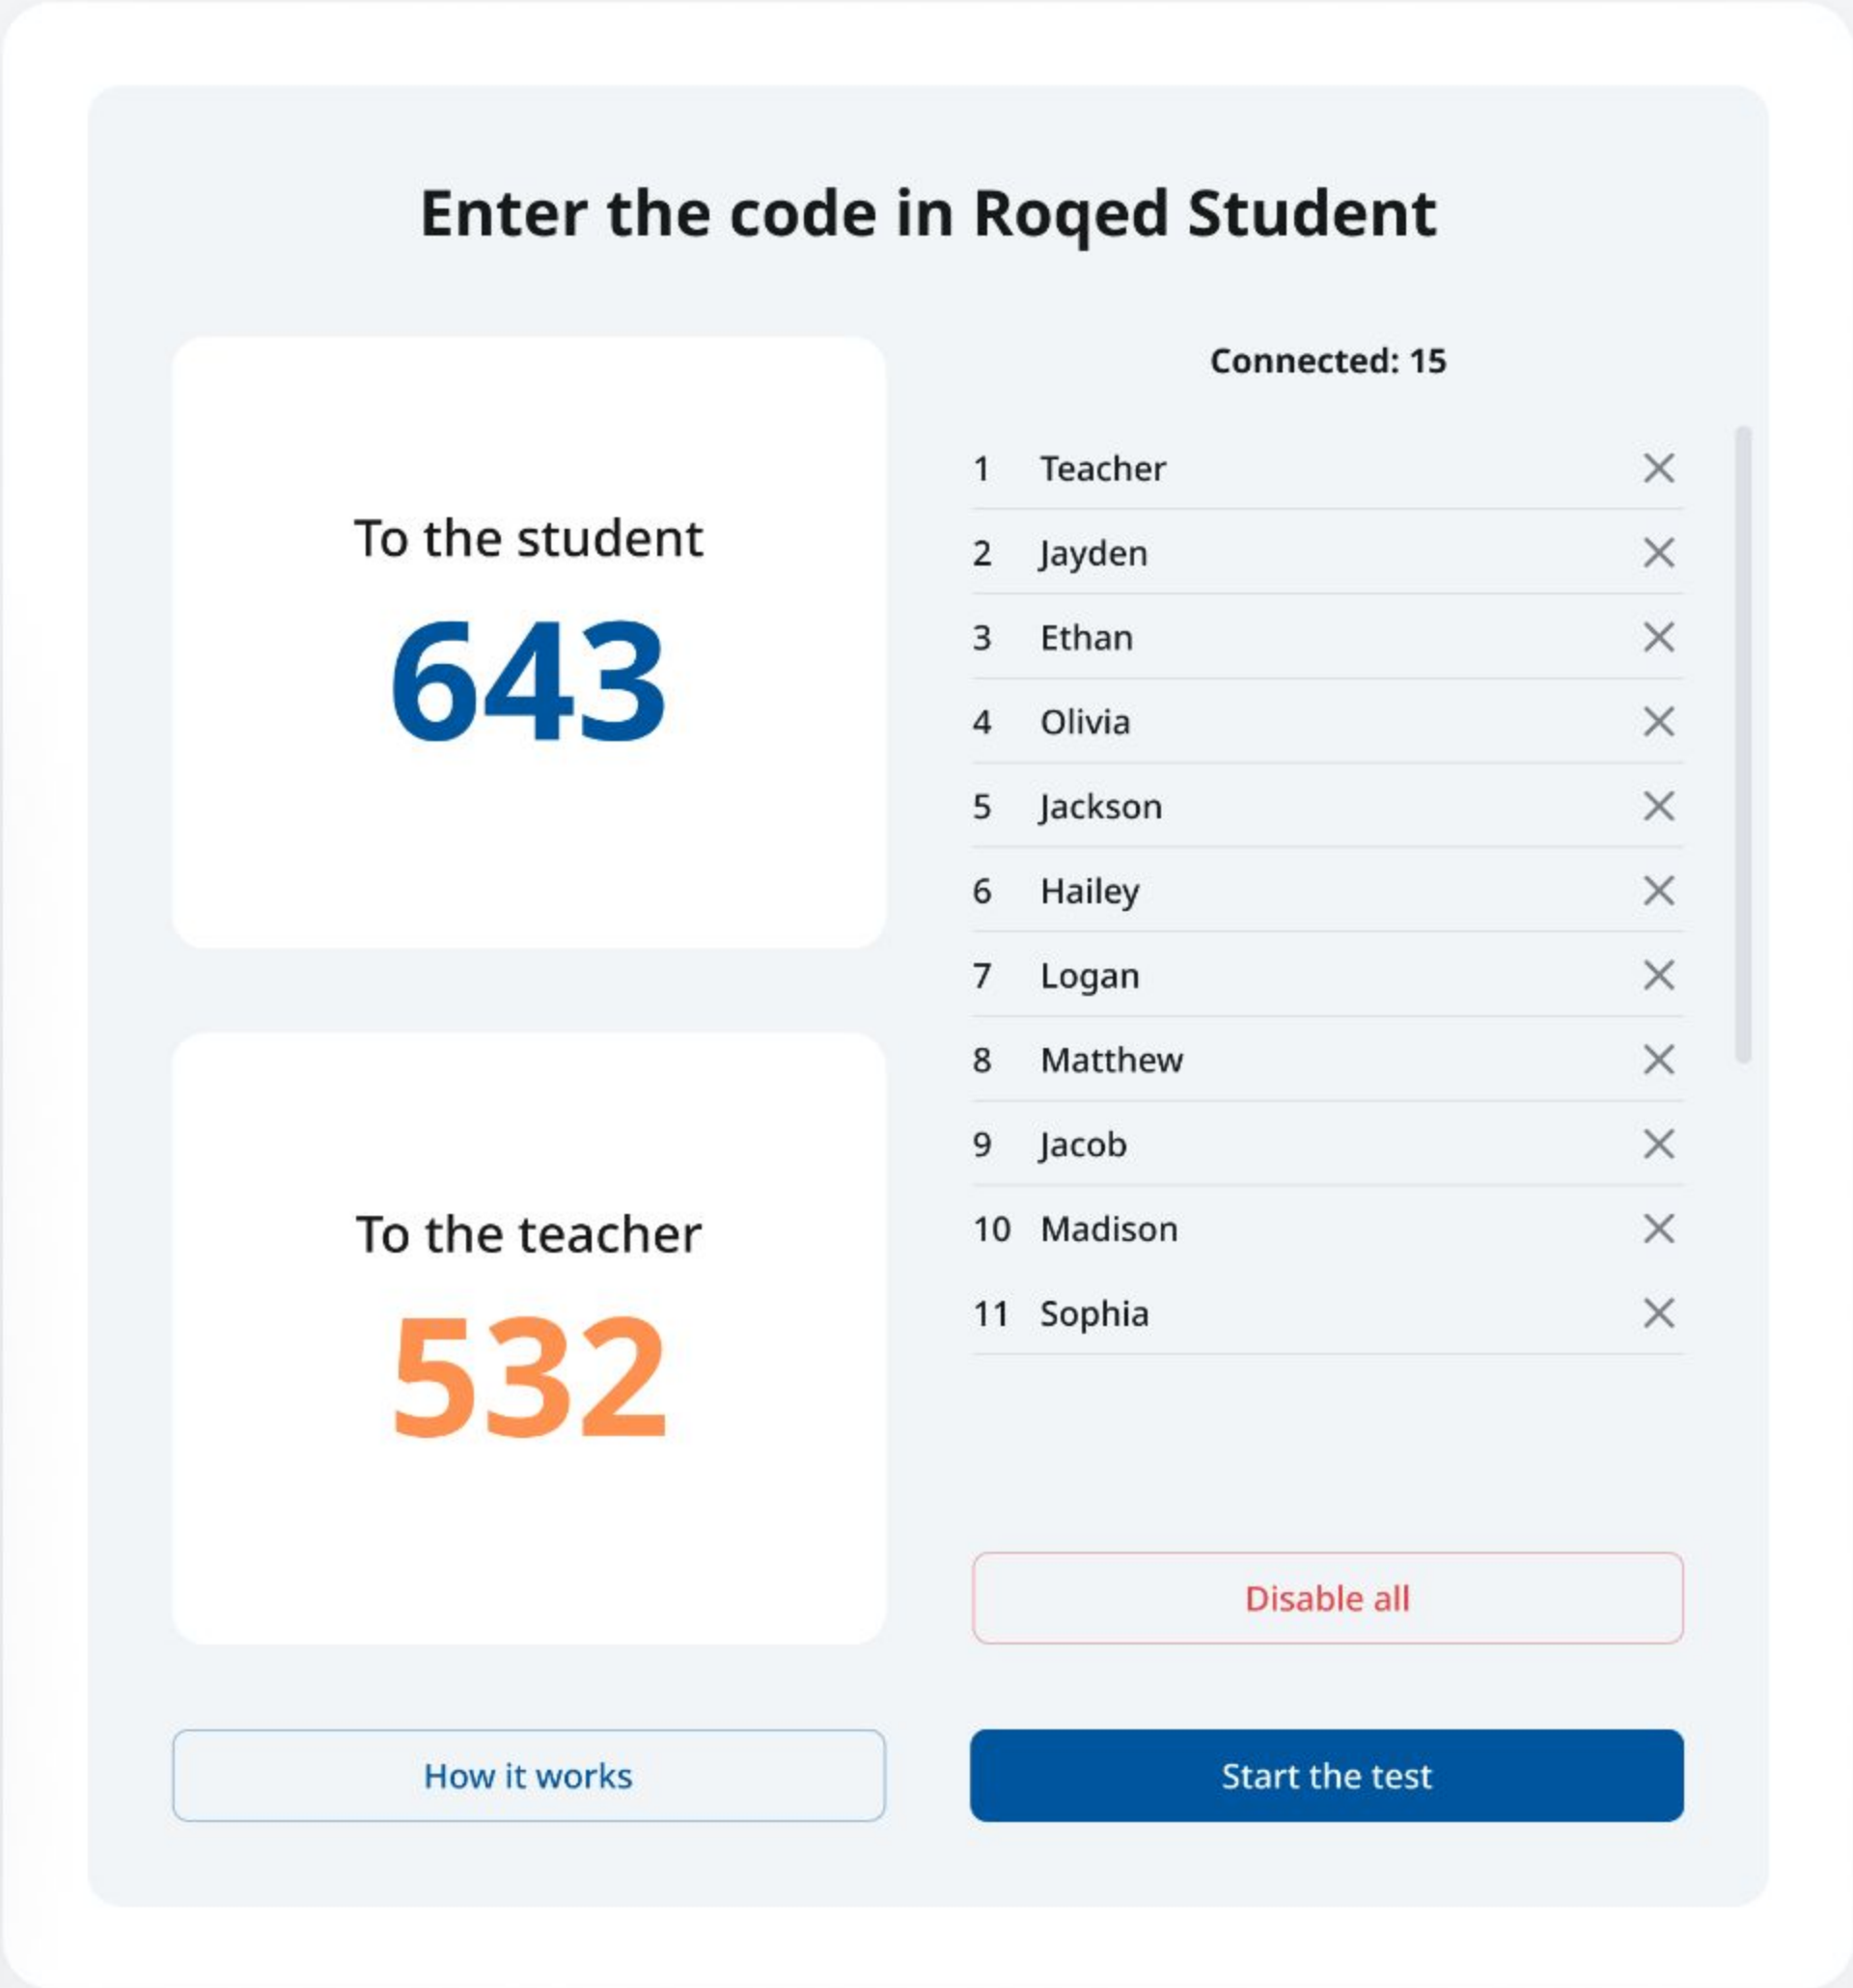 Enter the code in Roqed Student
To the student
643
To the teacher
532
How it works
Connected: 15
1 Teacher
2 Jayden
3 Ethan
4 Olivia
5 Jackson
6 Hailey
7 Logan
8 Matthew
9 Jacob
10 Madison
11 Sophia
Disable all
Start the test